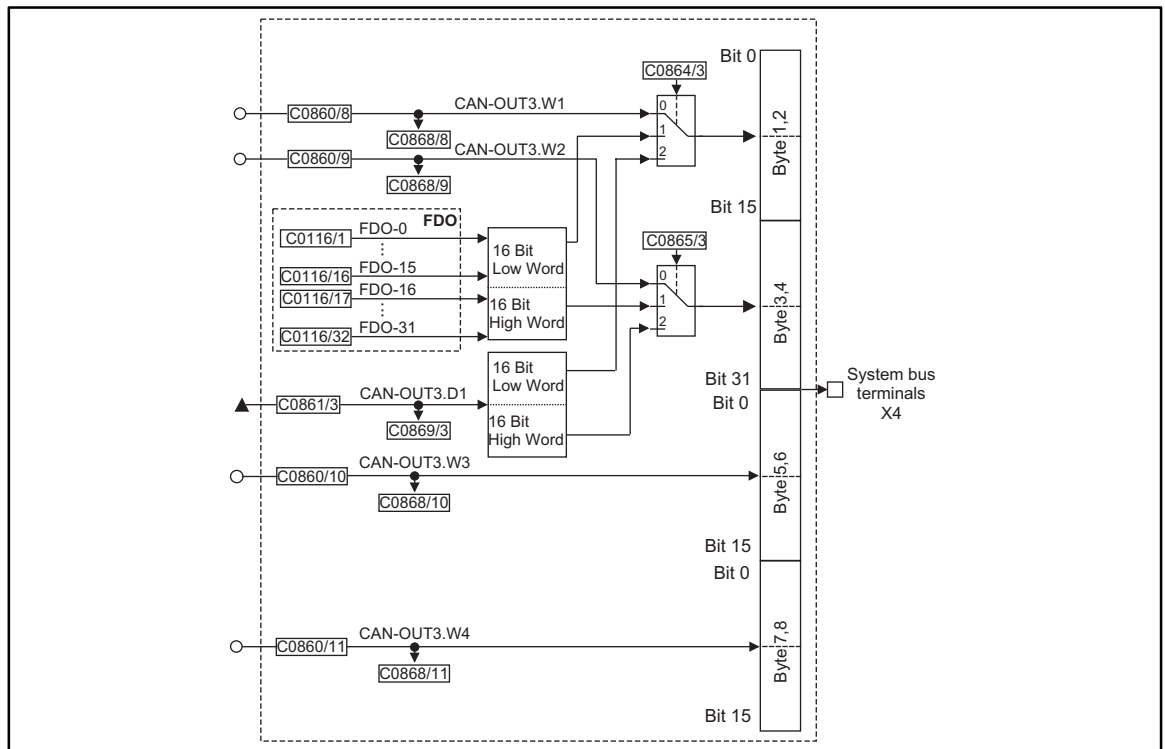 Bit 0
C0864/3
C0860/8
CAN-OUT3.W1
0
C0868/8
1
Byte 1,2
C0860/9
CAN-OUT3.W2
2
C0868/9
Bit 15
FDO
C0116/1
FDO-0
16 Bit
Low Word
C0865/3
C0116/16
FDO-15
0
C0116/17
FDO-16
16 Bit
High Word
1
Byte 3,4
C0116/32
FDO-31
2
16 Bit
Low Word
Bit 31
System bus
terminals
X4
C0861/3
CAN-OUT3.D1
Bit 0
C0869/3
16 Bit
High Word
C0860/10
CAN-OUT3.W3
Byte 5,6
C0868/10
Bit 15
Bit 0
C0860/11
CAN-OUT3.W4
Byte 7,8
C0868/11
Bit 15